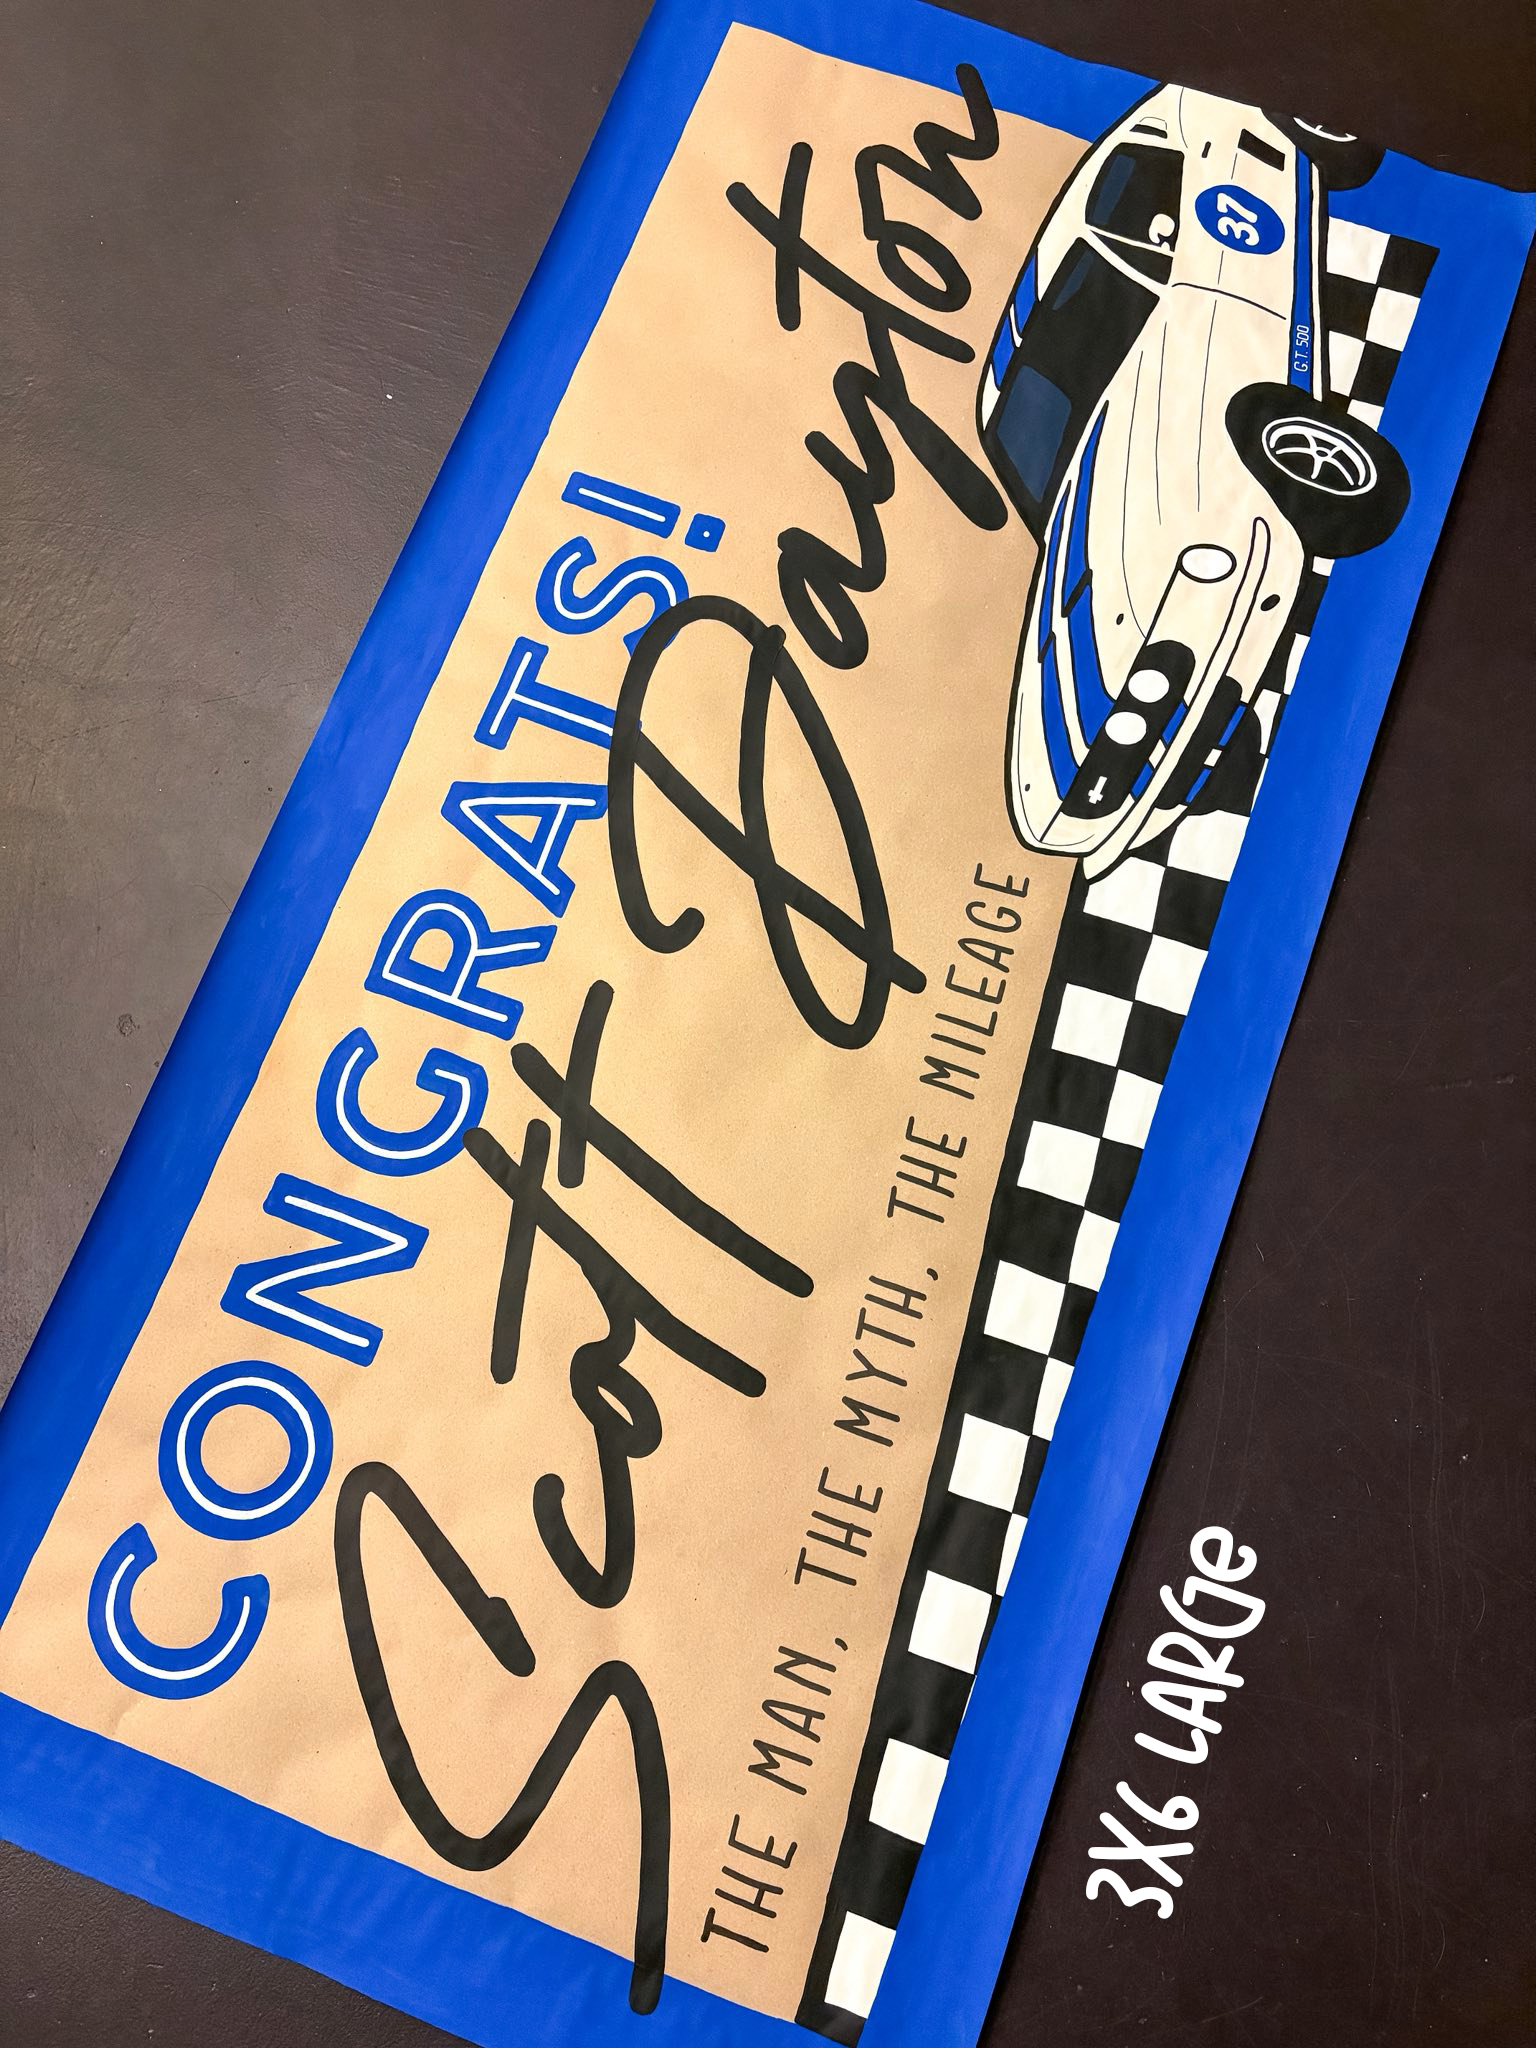 CONGRATS!
Scott Dayton
THE MAN, THE MYTH, THE MILEAGE
37
G.T. 500
3X6 LARGE